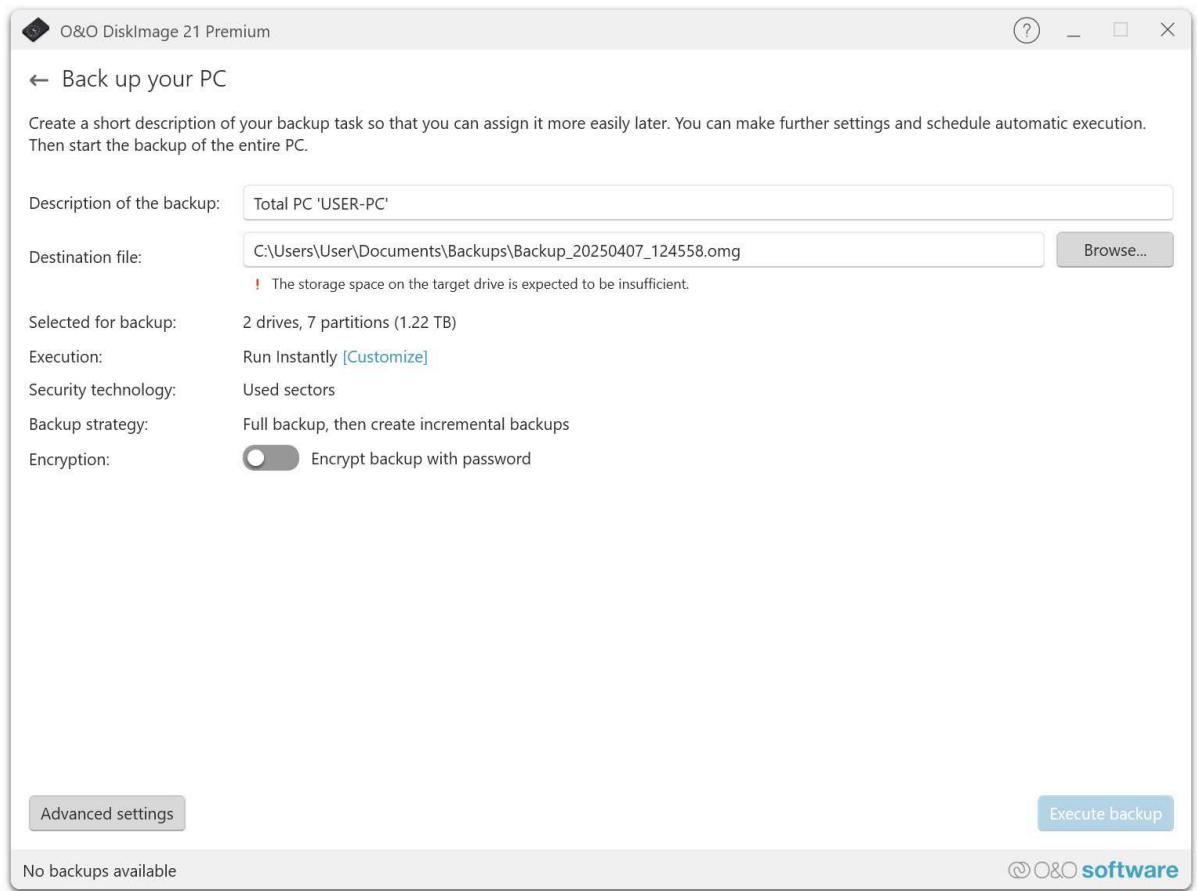 O&O DiskImage 21 Premium
?
← Back up your PC
Create a short description of your backup task so that you can assign it more easily later. You can make further settings and schedule automatic execution.
Then start the backup of the entire PC.
Description of the backup: Total PC 'USER-PC'
Destination file: C:\Users\User\Documents\Backups\Backup_20250407_124558.omg Browse...
! The storage space on the target drive is expected to be insufficient.
Selected for backup: 2 drives, 7 partitions (1.22 TB)
Execution: Run Instantly [Customize]
Security technology: Used sectors
Backup strategy: Full backup, then create incremental backups
Encryption: Encrypt backup with password
Advanced settings Execute backup
No backups available O&O software